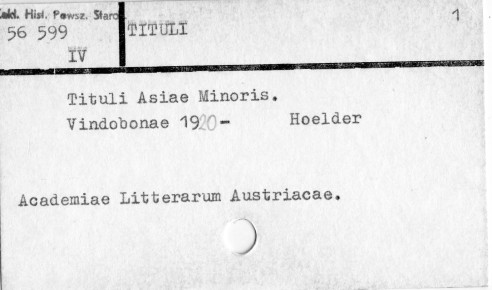 Zakł. Hist. Powsz. Staroż.
1
56 599
TITULI
IV
Tituli Asiae Minoris.
Vindobonae 1920- Hoelder
Academiae Litterarum Austriacae.